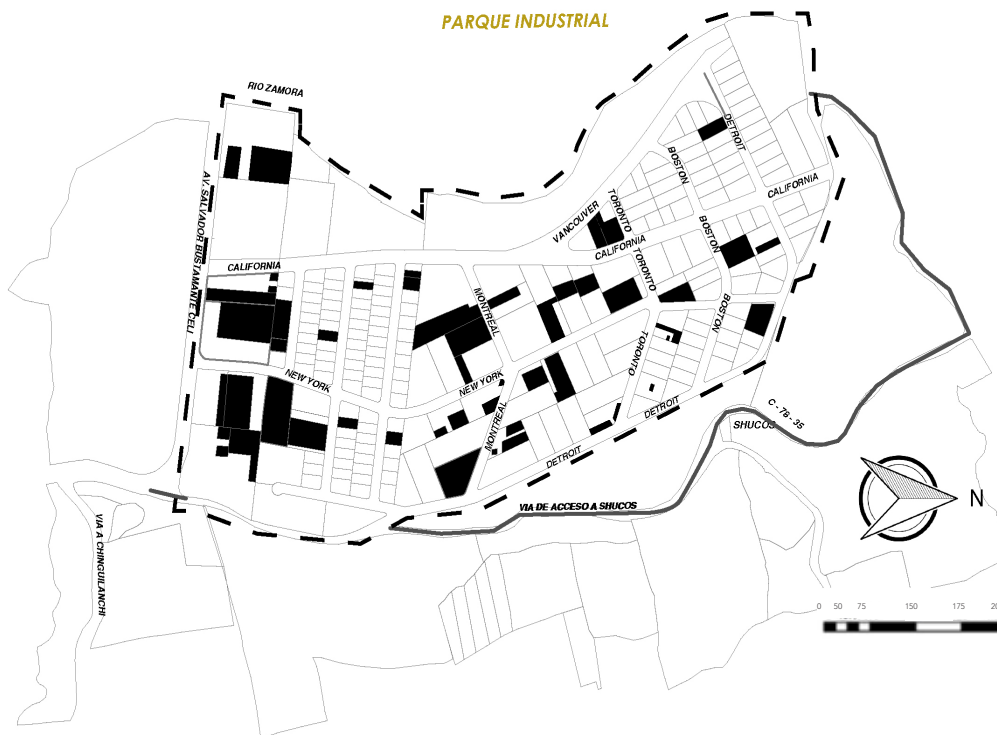 PARQUE INDUSTRIAL
RIO ZAMORA
AV. SALVADOR BUSTAMANTE CELI
DETROIT
BOSTON
CALIFORNIA
TORONTO
VANCOUVER
BOSTON
CALIFORNIA
TORONTO
CALIFORNIA
MONTREAL
BOSTON
TORONTO
NEW YORK
NEW YORK
MONTREAL
DETROIT
DETROIT
C - 78 - 35
SHUCOS
VIA DE ACCESO A SHUCOS
N
VIA A CHINGUILANCHI
0 50 75 150 175 20